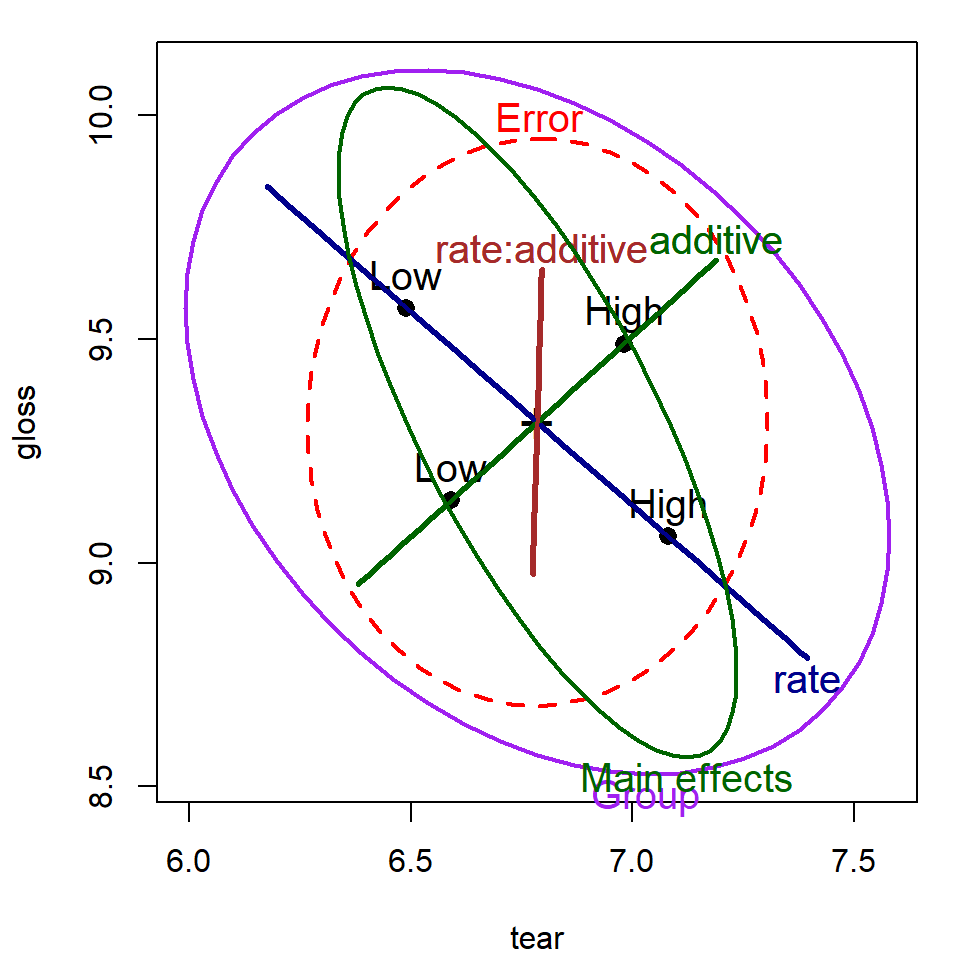 10.0
9.5
9.0
8.5
gloss
Error
rate:additive
additive
Low
High
Low
High
rate
Main effects
Group
6.0
6.5
7.0
7.5
tear